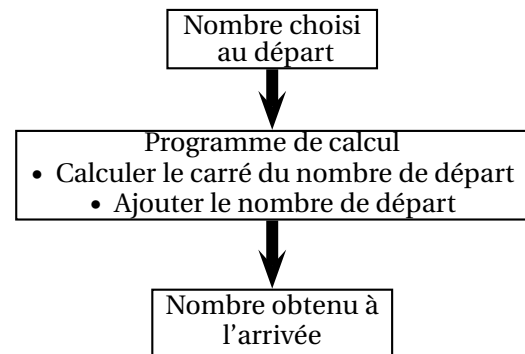 Nombre choisi
au départ
Programme de calcul
• Calculer le carré du nombre de départ
• Ajouter le nombre de départ
Nombre obtenu à
l'arrivée